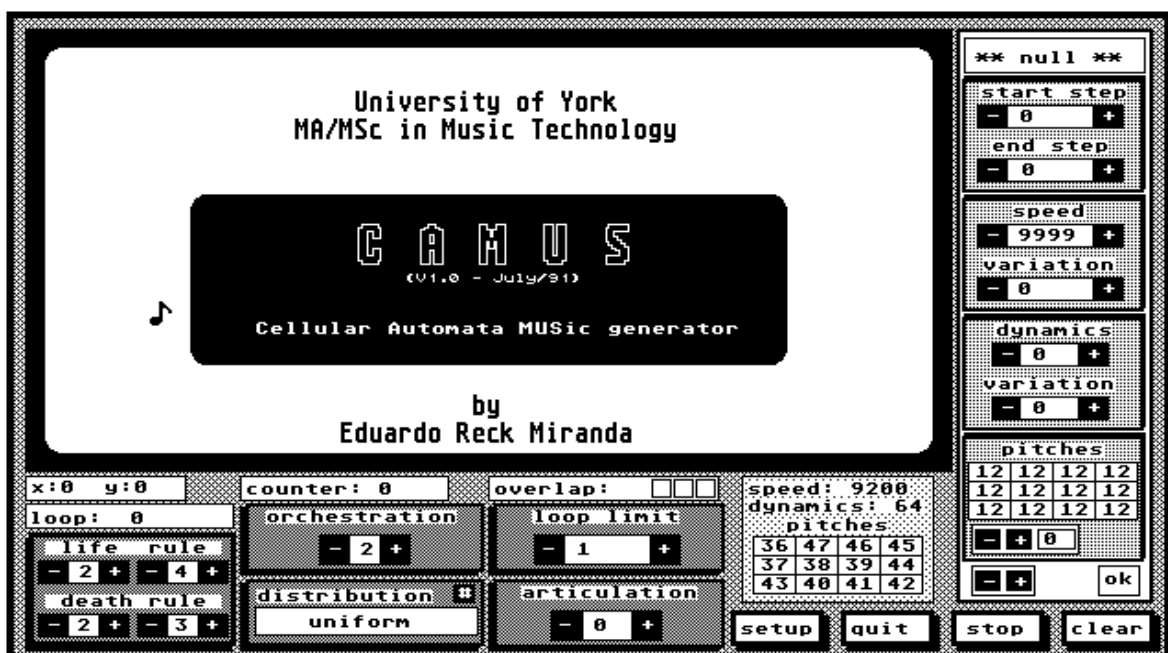 University of York
MA/MSc in Music Technology
C A M U S
(V1.0 - July/91)
Cellular Automata MUSic generator
by
Eduardo Reck Miranda
** null **
start step
- 0 +
end step
- 0 +
speed
- 9999 +
variation
- 0 +
dynamics
- 0 +
variation
- 0 +
pitches
12 12 12 12
12 12 12 12
12 12 12 12
- + 0
- + ok
x:0 y:0
loop: 0
life rule
- 2 + - 4 +
death rule
- 2 + - 3 +
counter: 0
orchestration
- 2 +
distribution #
uniform
overlap:
loop limit
- 1 +
articulation
- 0 +
speed: 9200
dynamics: 64
pitches
36 47 46 45
37 38 39 44
43 40 41 42
setup quit stop clear